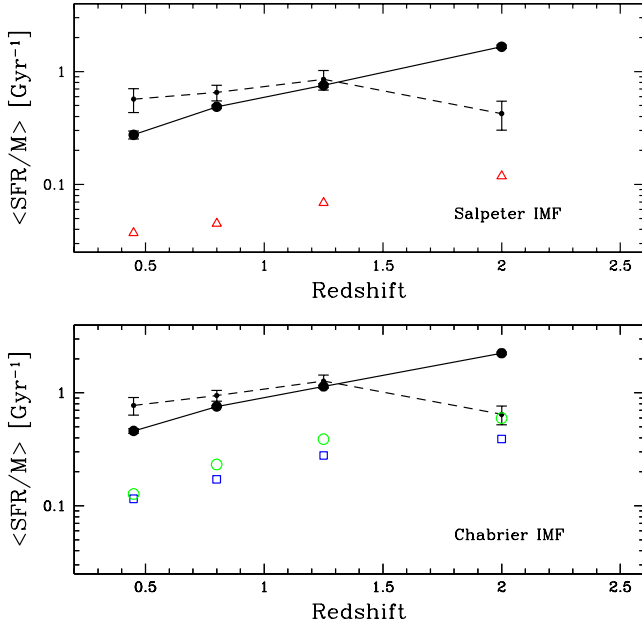 <SFR/M> [Gyr⁻¹]
1
0.1
Salpeter IMF
0.5 1 1.5 2 2.5
Redshift
<SFR/M> [Gyr⁻¹]
1
0.1
Chabrier IMF
0.5 1 1.5 2 2.5
Redshift